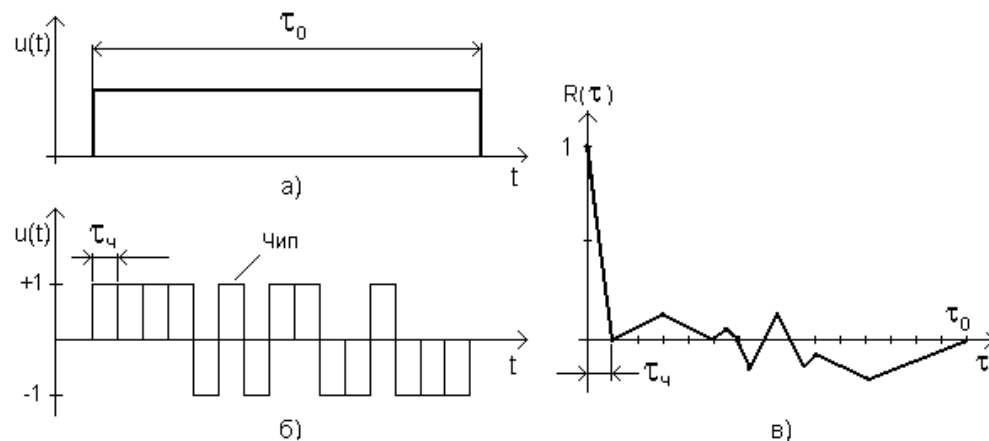 u(t)
τ₀
t
а)
u(t)
τч
чип
+1
-1
t
б)
R(τ)
1
τ₀
τ
τч
в)